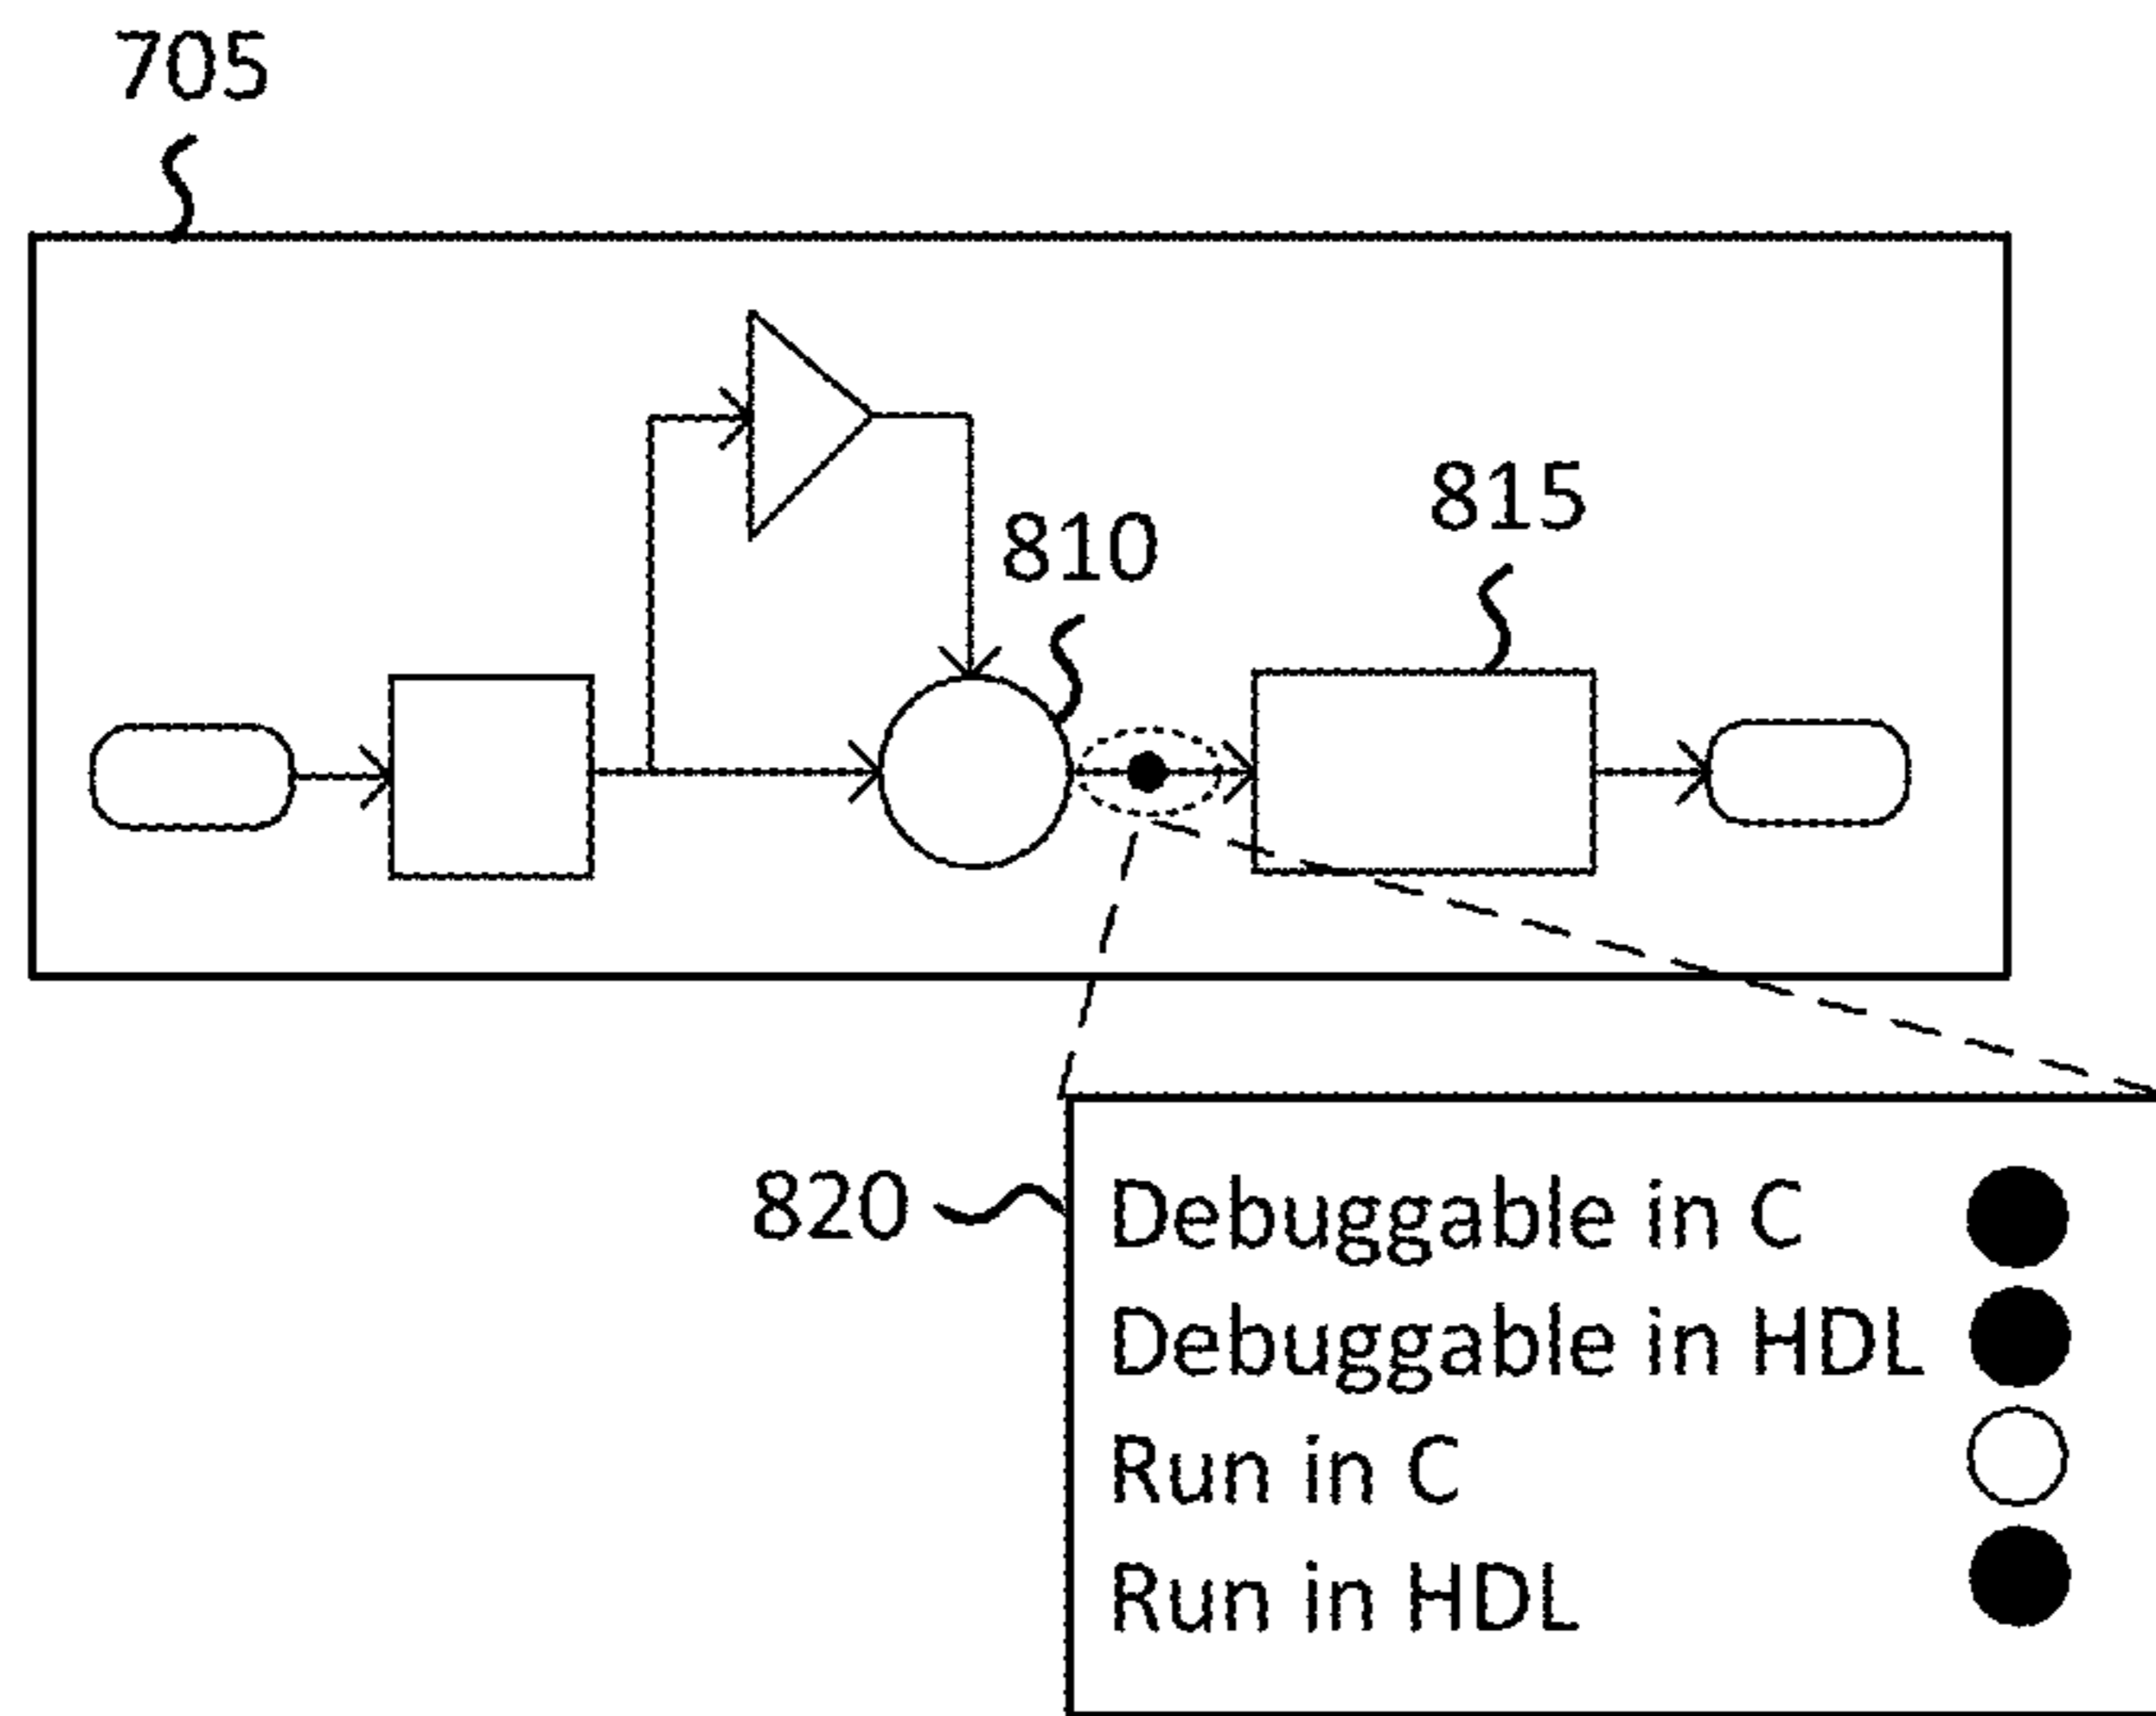 705
815
810
820
Debuggable in C
Debuggable in HDL
Run in C
Run in HDL